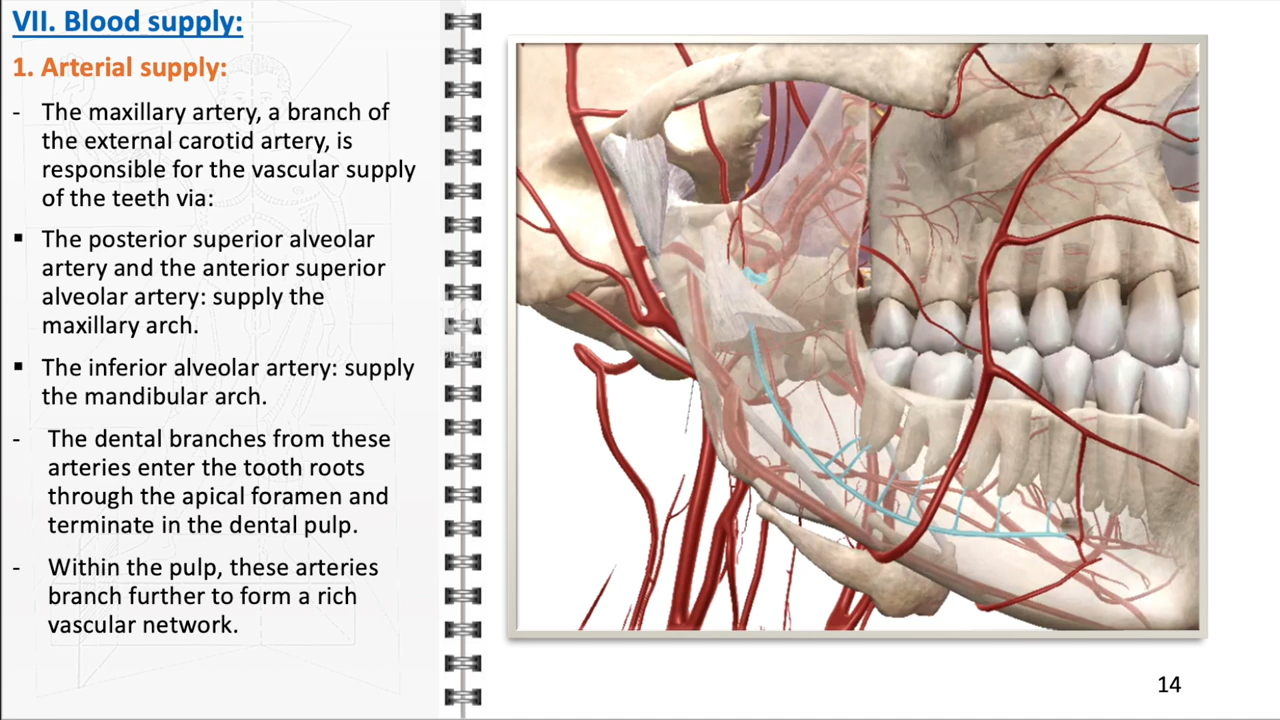 VII. Blood supply:
1. Arterial supply:
- The maxillary artery, a branch of
the external carotid artery, is
responsible for the vascular supply
of the teeth via:
▪ The posterior superior alveolar
artery and the anterior superior
alveolar artery: supply the
maxillary arch.
▪ The inferior alveolar artery: supply
the mandibular arch.
- The dental branches from these
arteries enter the tooth roots
through the apical foramen and
terminate in the dental pulp.
- Within the pulp, these arteries
branch further to form a rich
vascular network.
14